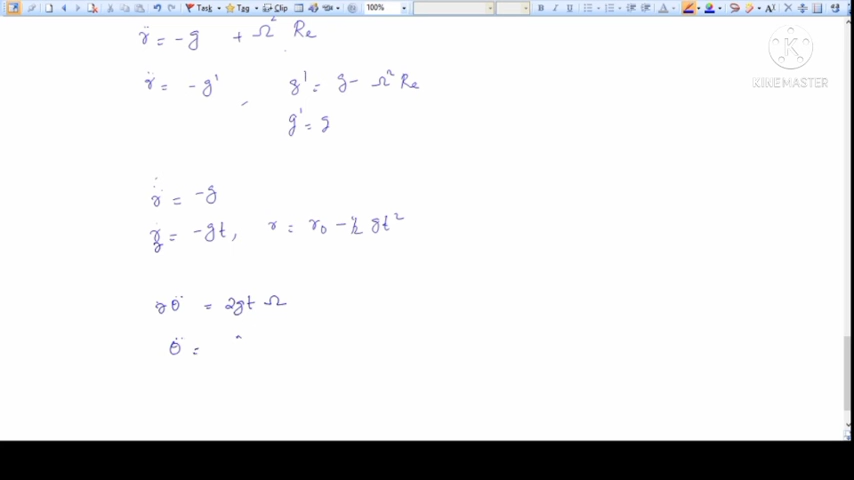 Task Tag Clip 100% B I U
r̈ = -g + Ω² Re
KINEMASTER
r̈ = -g' , g' = g - Ω² Re
g' = g
r̈ = -g
ṙ = -gt, r = r₀ - ½ gt²
rθ̈ = 2gt Ω
θ̈ =